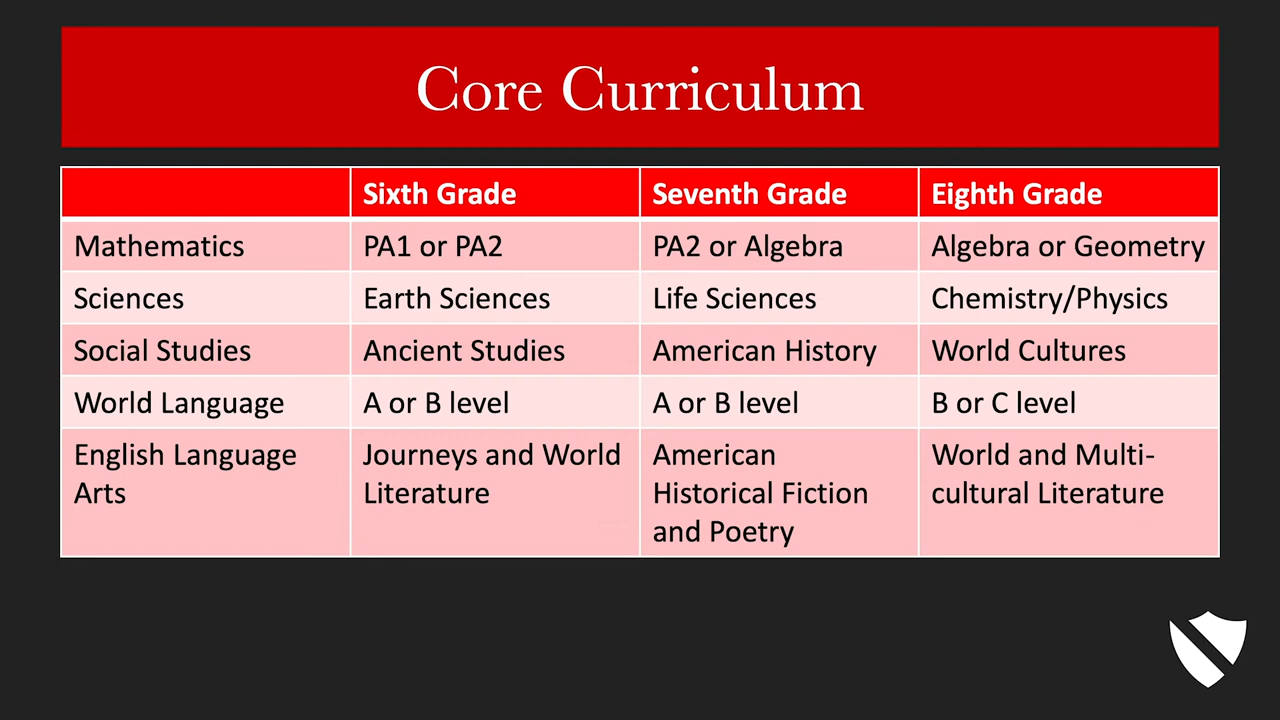 Core Curriculum
Sixth Grade Seventh Grade Eighth Grade
Mathematics PA1 or PA2 PA2 or Algebra Algebra or Geometry
Sciences Earth Sciences Life Sciences Chemistry/Physics
Social Studies Ancient Studies American History World Cultures
World Language A or B level A or B level B or C level
English Language Journeys and World American World and Multi-
Arts Literature Historical Fiction cultural Literature
and Poetry